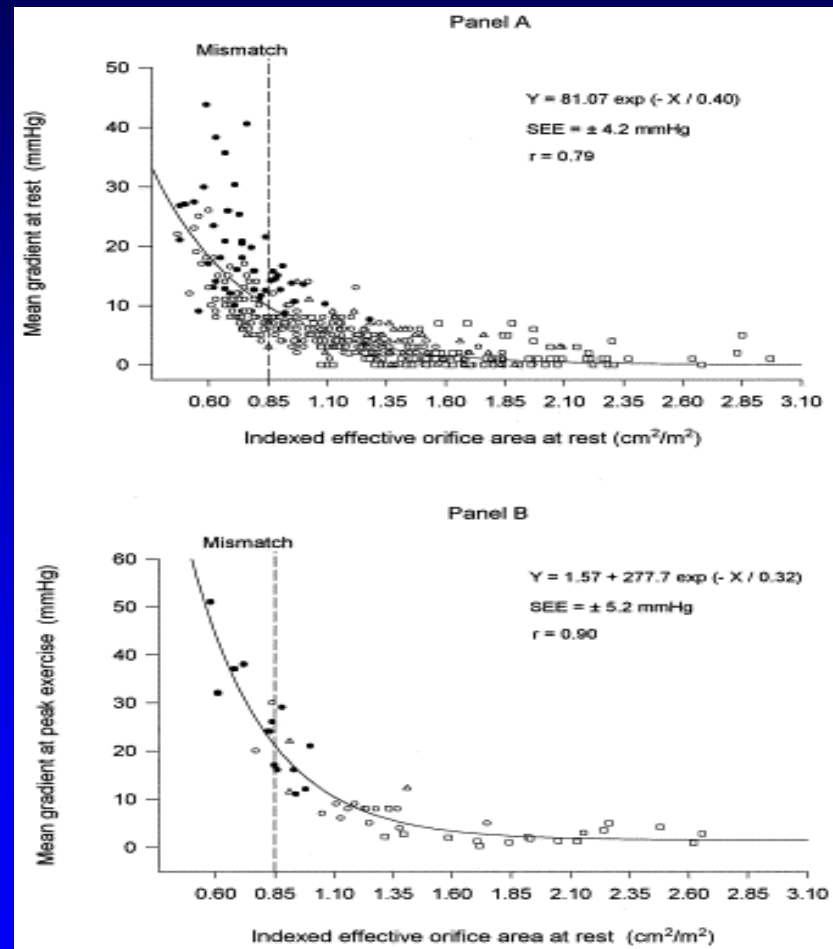 Panel A
Mismatch
50
40
30
20
10
0
Mean gradient at rest (mmHg)
Y = 81.07 exp (- X / 0.40)
SEE = ± 4.2 mmHg
r = 0.79
0.60 0.85 1.10 1.35 1.60 1.85 2.10 2.35 2.60 2.85 3.10
Indexed effective orifice area at rest (cm²/m²)
Panel B
Mismatch
60
50
40
30
20
10
0
Mean gradient at peak exercise (mmHg)
Y = 1.57 + 277.7 exp (- X / 0.32)
SEE = ± 5.2 mmHg
r = 0.90
0.60 0.85 1.10 1.35 1.60 1.85 2.10 2.35 2.60 2.85 3.10
Indexed effective orifice area at rest (cm²/m²)